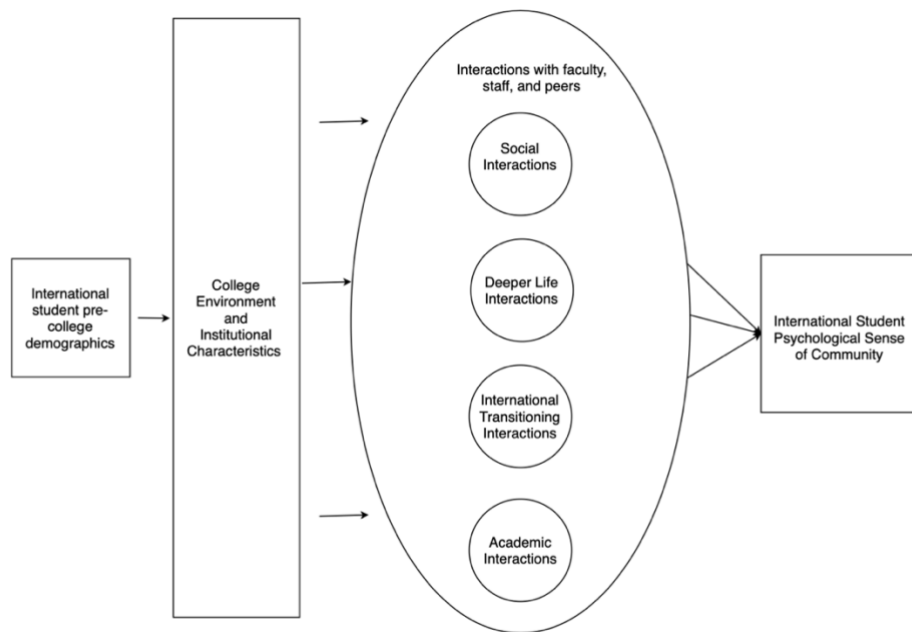 International
student pre-
college
demographics
College
Environment
and
Institutional
Characteristics
Interactions with faculty,
staff, and peers
Social
Interactions
Deeper Life
Interactions
International
Transitioning
Interactions
Academic
Interactions
International Student
Psychological Sense
of Community